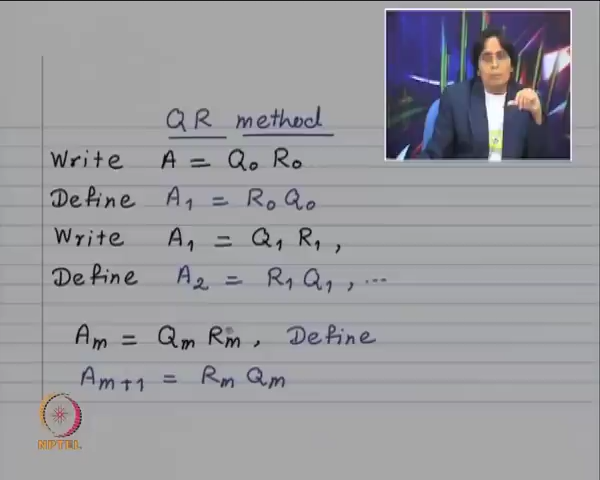 QR method
Write A = Q₀ R₀
Define A₁ = R₀ Q₀
Write A₁ = Q₁ R₁ ,
Define A₂ = R₁ Q₁ , ...
Aₘ = Qₘ Rₘ , Define
Aₘ₊₁ = Rₘ Qₘ
NPTEL